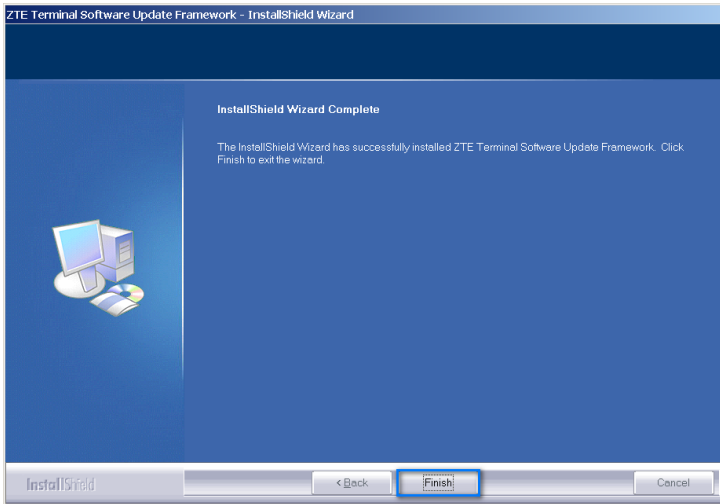 ZTE Terminal Software Update Framework - InstallShield Wizard
InstallShield Wizard Complete
The InstallShield Wizard has successfully installed ZTE Terminal Software Update Framework. Click
Finish to exit the wizard.
InstallShield
< Back
Finish
Cancel